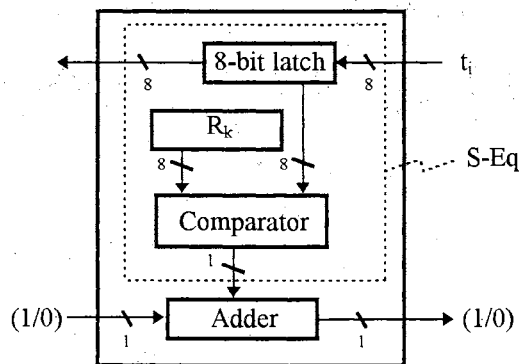 8-bit latch
8
8
t_i
R_k
8
8
S-Eq
Comparator
1
(1/0)
1
Adder
1
(1/0)